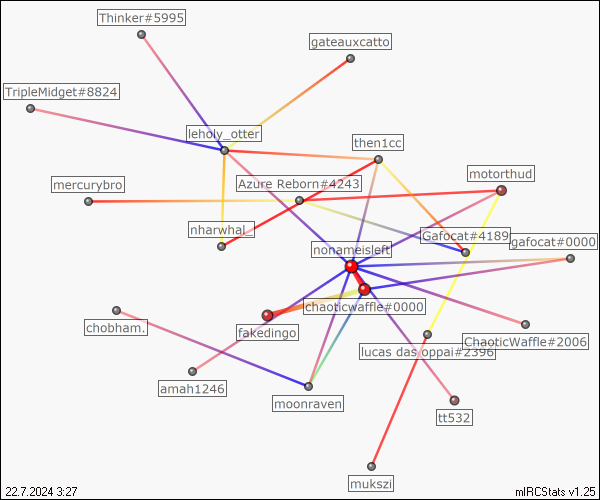 Thinker#5995
gateauxcatto
TripleMidget#8824
leholy_otter
then1cc
motorthud
mercurybro
Azure Reborn#4243
nharwhal_
Gafocat#4189
gafocat#0000
nonameisleft
chaoticwaffle#0000
chobham.
fakedingo
ChaoticWaffle#2006
lucas das oppai#2396
amah1246
moonraven
tt532
mukszi
22.7.2024 3:27
mIRCStats v1.25